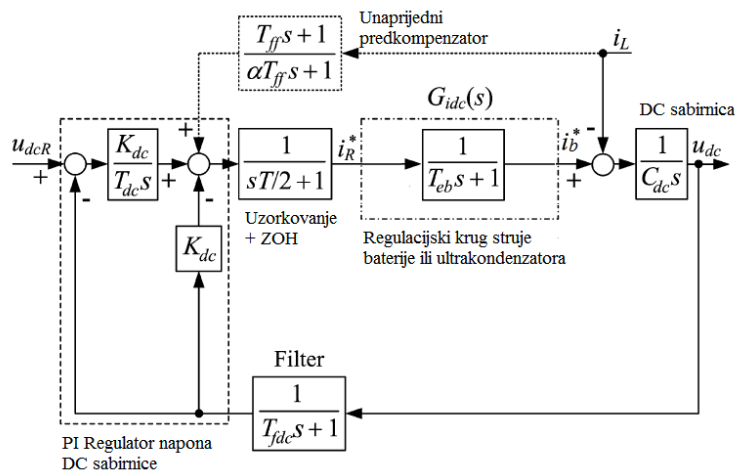 Unaprijedni
predkompenzator
T_ff s + 1
αT_ff s + 1
i_L
G_idc(s)
DC sabirnica
u_dcR
+
-
K_dc
T_dc s
+
+
-
1
sT/2 + 1
i_R^*
1
T_eb s + 1
i_b^*
+
-
1
C_dc s
u_dc
Uzorkovanje
+ ZOH
Regulacijski krug struje
baterije ili ultrakondenzatora
K_dc
Filter
1
T_fdc s + 1
PI Regulator napona
DC sabirnice